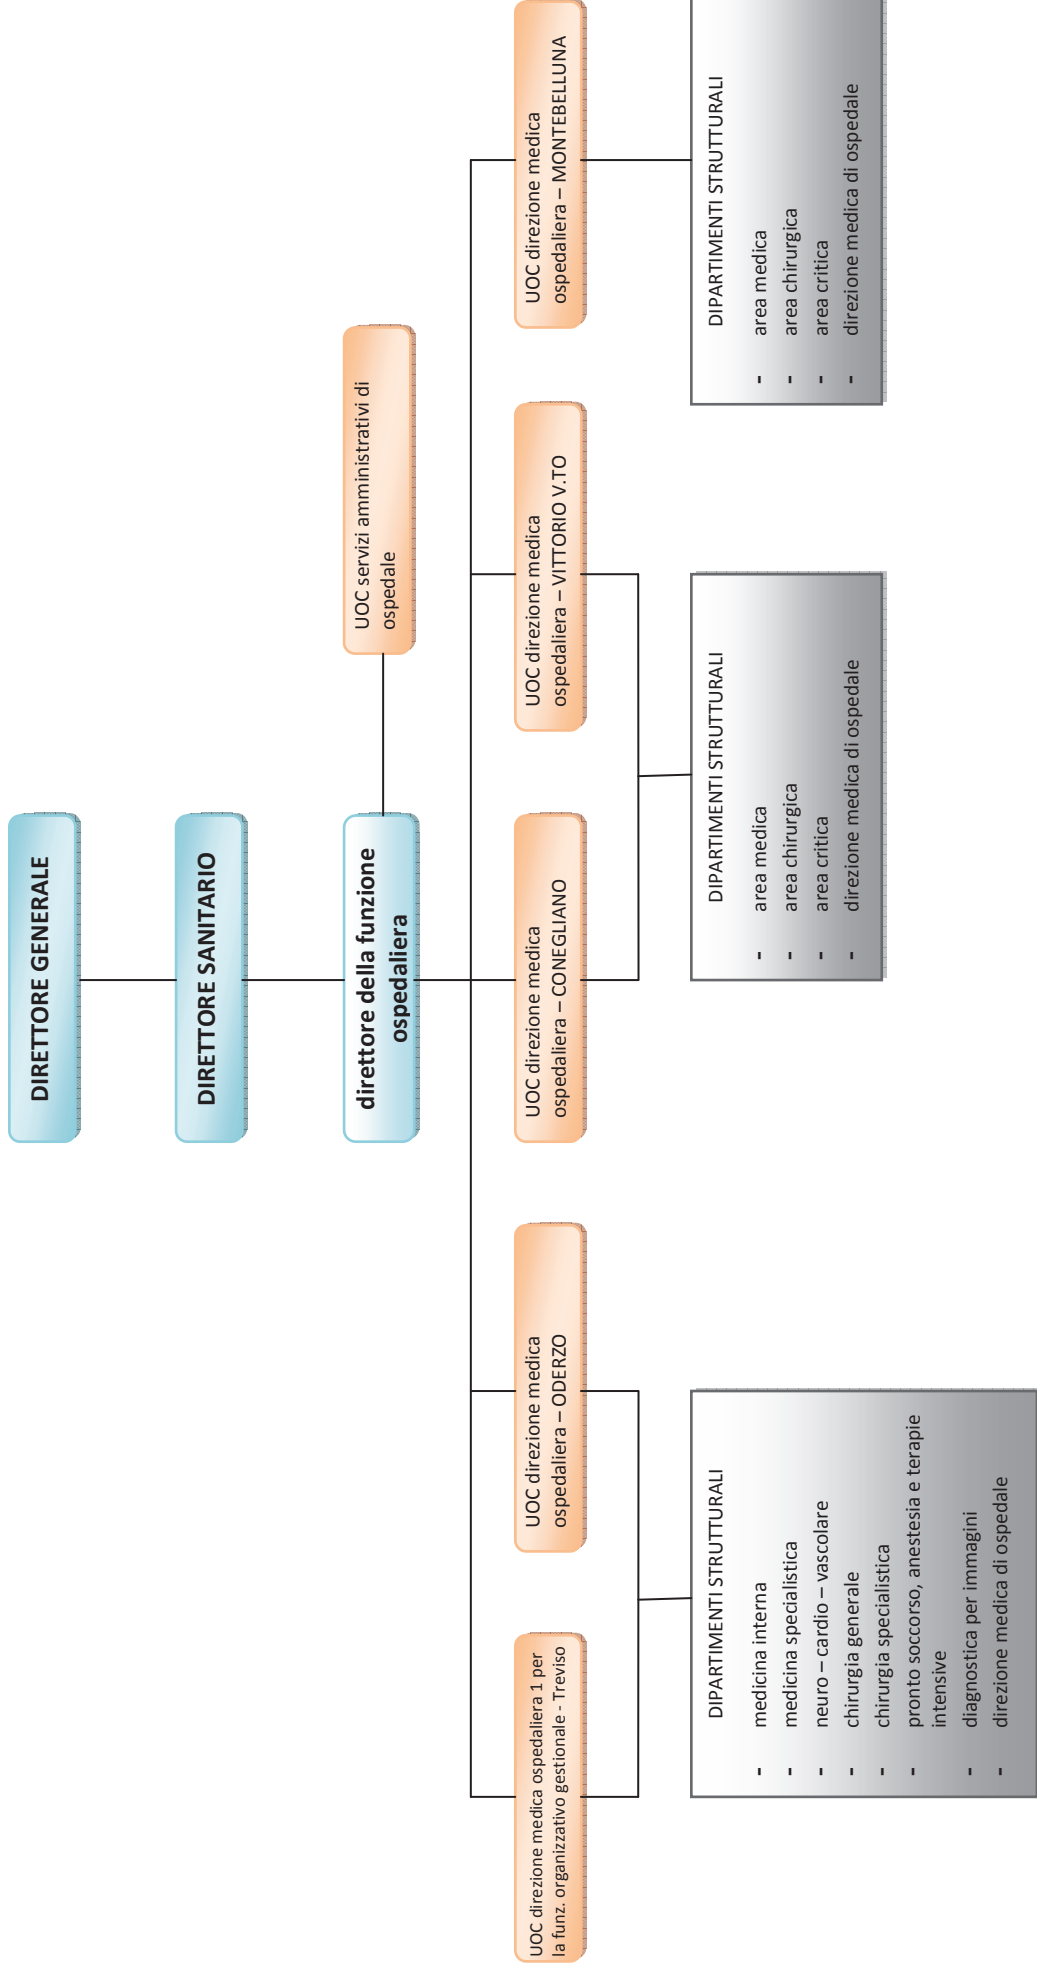 DIRETTORE GENERALE
DIRETTORE SANITARIO
direttore della funzione
ospedaliera
UOC servizi amministrativi di
ospedale
UOC direzione medica ospedaliera 1 per
la funz. organizzativo gestionale - Treviso
UOC direzione medica
ospedaliera – ODERZO
UOC direzione medica
ospedaliera – CONEGLIANO
UOC direzione medica
ospedaliera – VITTORIO V.TO
UOC direzione medica
ospedaliera – MONTEBELLUNA
DIPARTIMENTI STRUTTURALI
- medicina interna
- medicina specialistica
- neuro – cardio – vascolare
- chirurgia generale
- chirurgia specialistica
- pronto soccorso, anestesia e terapie
intensive
- diagnostica per immagini
- direzione medica di ospedale
DIPARTIMENTI STRUTTURALI
- area medica
- area chirurgica
- area critica
- direzione medica di ospedale
DIPARTIMENTI STRUTTURALI
- area medica
- area chirurgica
- area critica
- direzione medica di ospedale